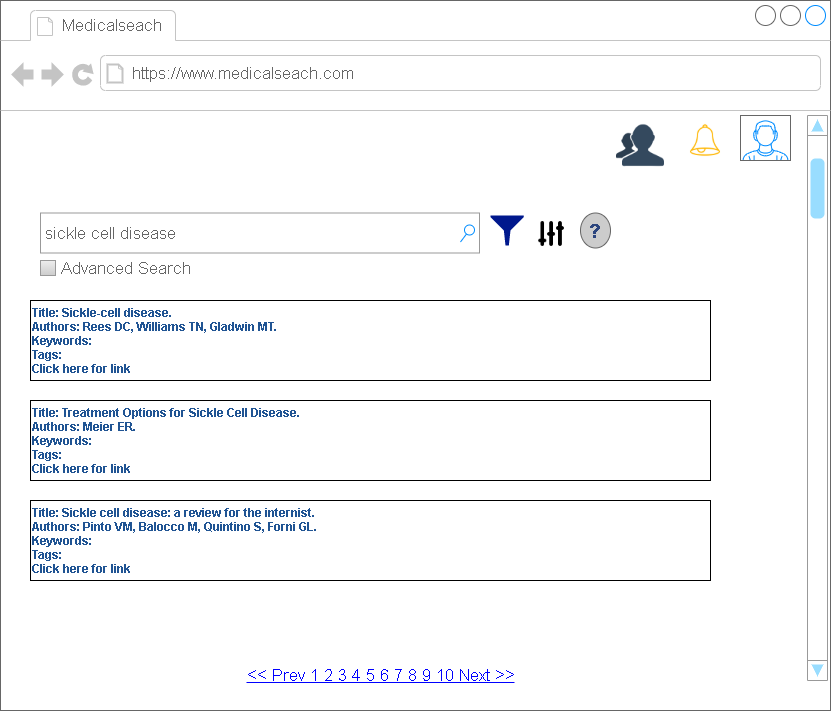 Medicalseach
https://www.medicalseach.com
sickle cell disease
?
Advanced Search
Title: Sickle-cell disease.
Authors: Rees DC, Williams TN, Gladwin MT.
Keywords:
Tags:
Click here for link
Title: Treatment Options for Sickle Cell Disease.
Authors: Meier ER.
Keywords:
Tags:
Click here for link
Title: Sickle cell disease: a review for the internist.
Authors: Pinto VM, Balocco M, Quintino S, Forni GL.
Keywords:
Tags:
Click here for link
<< Prev 1 2 3 4 5 6 7 8 9 10 Next >>